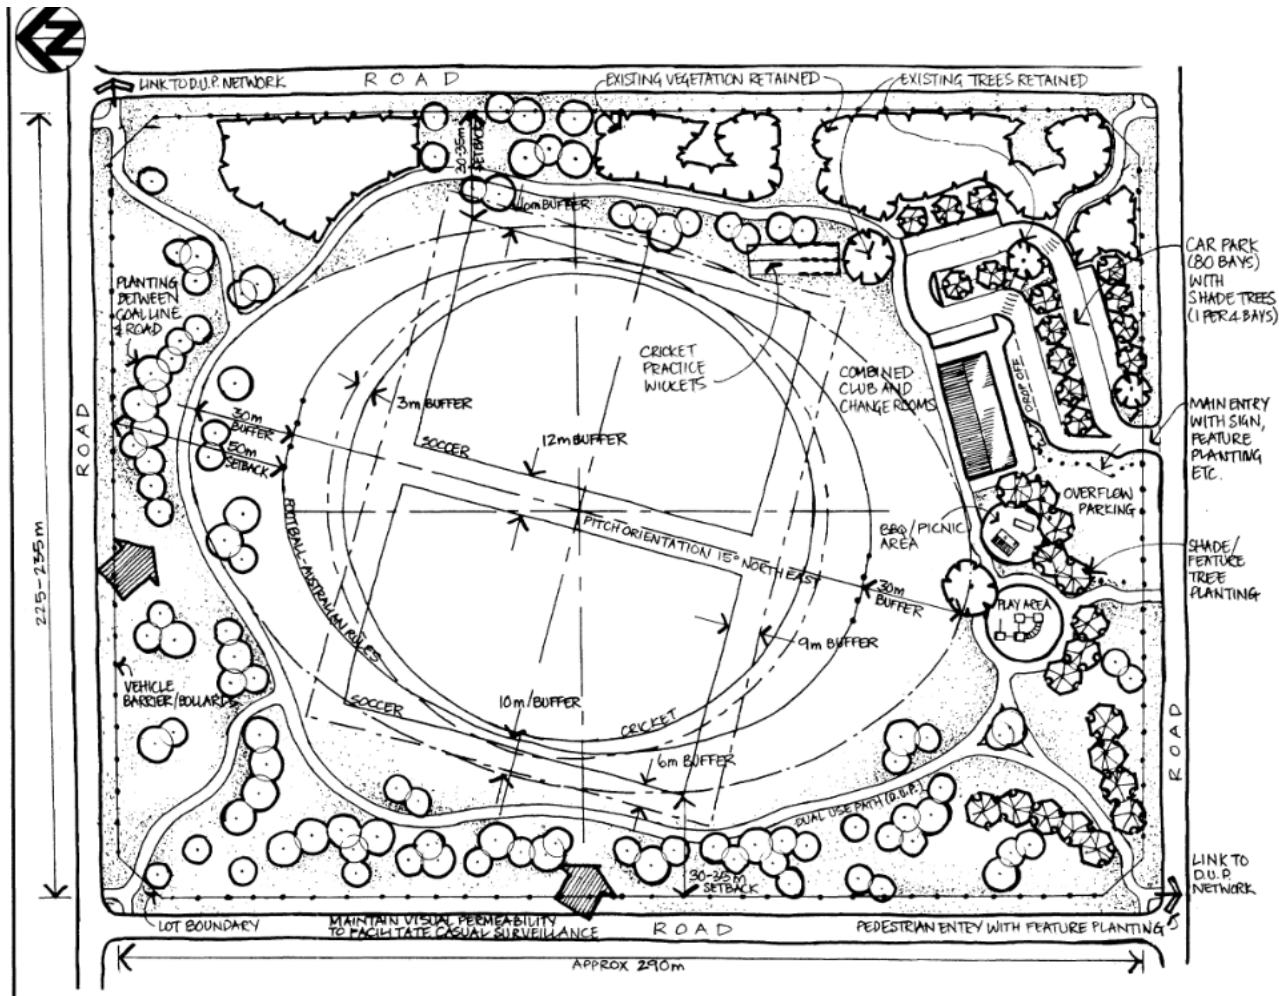 N
LINK TO D.U.P. NETWORK
ROAD
EXISTING VEGETATION RETAINED
EXISTING TREES RETAINED
30-35m
SETBACK
6m BUFFER
PLANTING
BETWEEN
GOAL LINE
& ROAD
CAR PARK
(80 BAYS)
WITH
SHADE TREES
(1 PER 4 BAYS)
CRICKET
PRACTICE
WICKETS
COMBINED
CLUB AND
CHANGE ROOMS
DROP OFF
3m BUFFER
30m
BUFFER
50m
SETBACK
ROAD
SOCCER
12m BUFFER
MAIN ENTRY
WITH SIGN,
FEATURE
PLANTING
ETC.
OVERFLOW
PARKING
PITCH ORIENTATION 15° NORTH EAST
BBQ/PICNIC
AREA
FOOTBALL-AUSTRALIAN RULES
225-235m
SHADE/
FEATURE
TREE
PLANTING
30m
BUFFER
PLAY AREA
9m BUFFER
VEHICLE
BARRIER/BOLLARDS
SOCCER
10m/BUFFER
CRICKET
6m BUFFER
ROAD
DUAL USE PATH (D.U.P.)
30-35m
SETBACK
LINK TO
D.U.P.
NETWORK
LOT BOUNDARY
MAINTAIN VISUAL PERMEABILITY
TO FACILITATE CASUAL SURVEILLANCE
ROAD
PEDESTRIAN ENTRY WITH FEATURE PLANTING
APPROX 290m